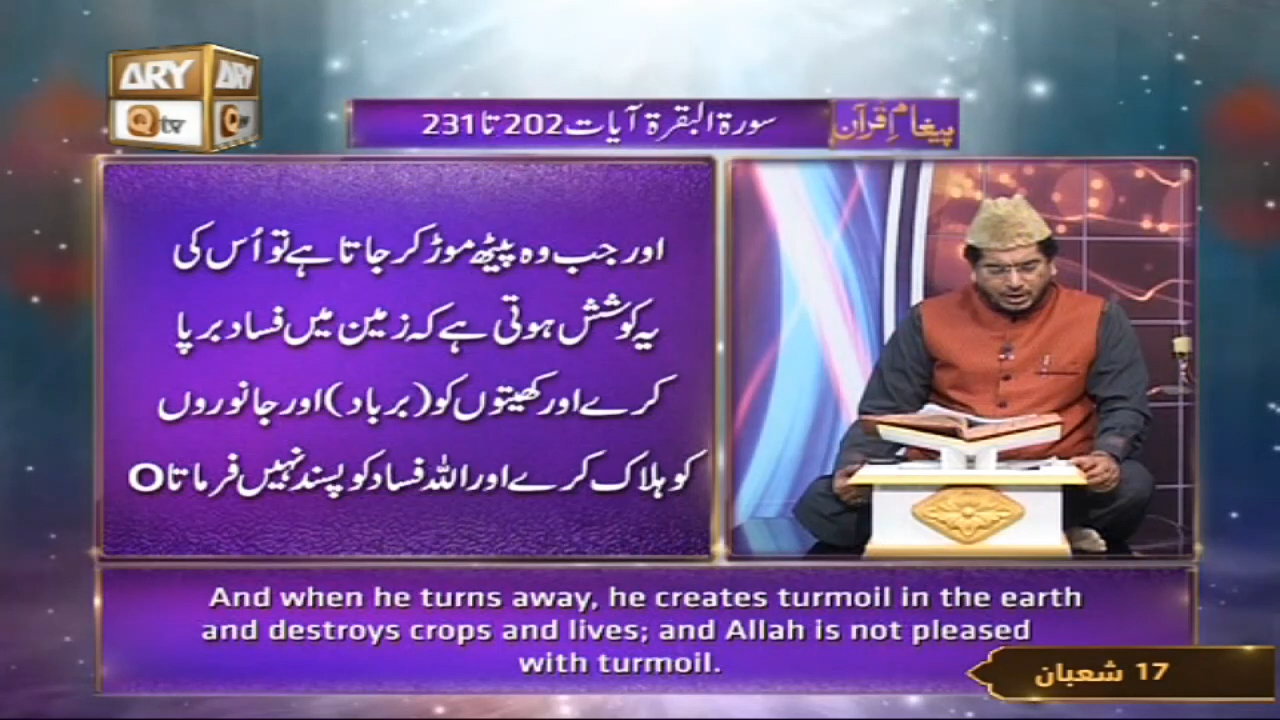 ARY
ARY
Qtv
Q
پیغامِ قرآن
سورۃ البقرۃ آیات 202 تا 231
اور جب وہ پیٹھ موڑ کر جاتا ہے تو اُس کی
یہ کوشش ہوتی ہے کہ زمین میں فساد برپا
کرے اور کھیتوں کو (برباد) اور جانوروں
کو ہلاک کرے اور اللہ فساد کو پسند نہیں فرماتا O
And when he turns away, he creates turmoil in the earth
and destroys crops and lives; and Allah is not pleased
with turmoil.
17 شعبان